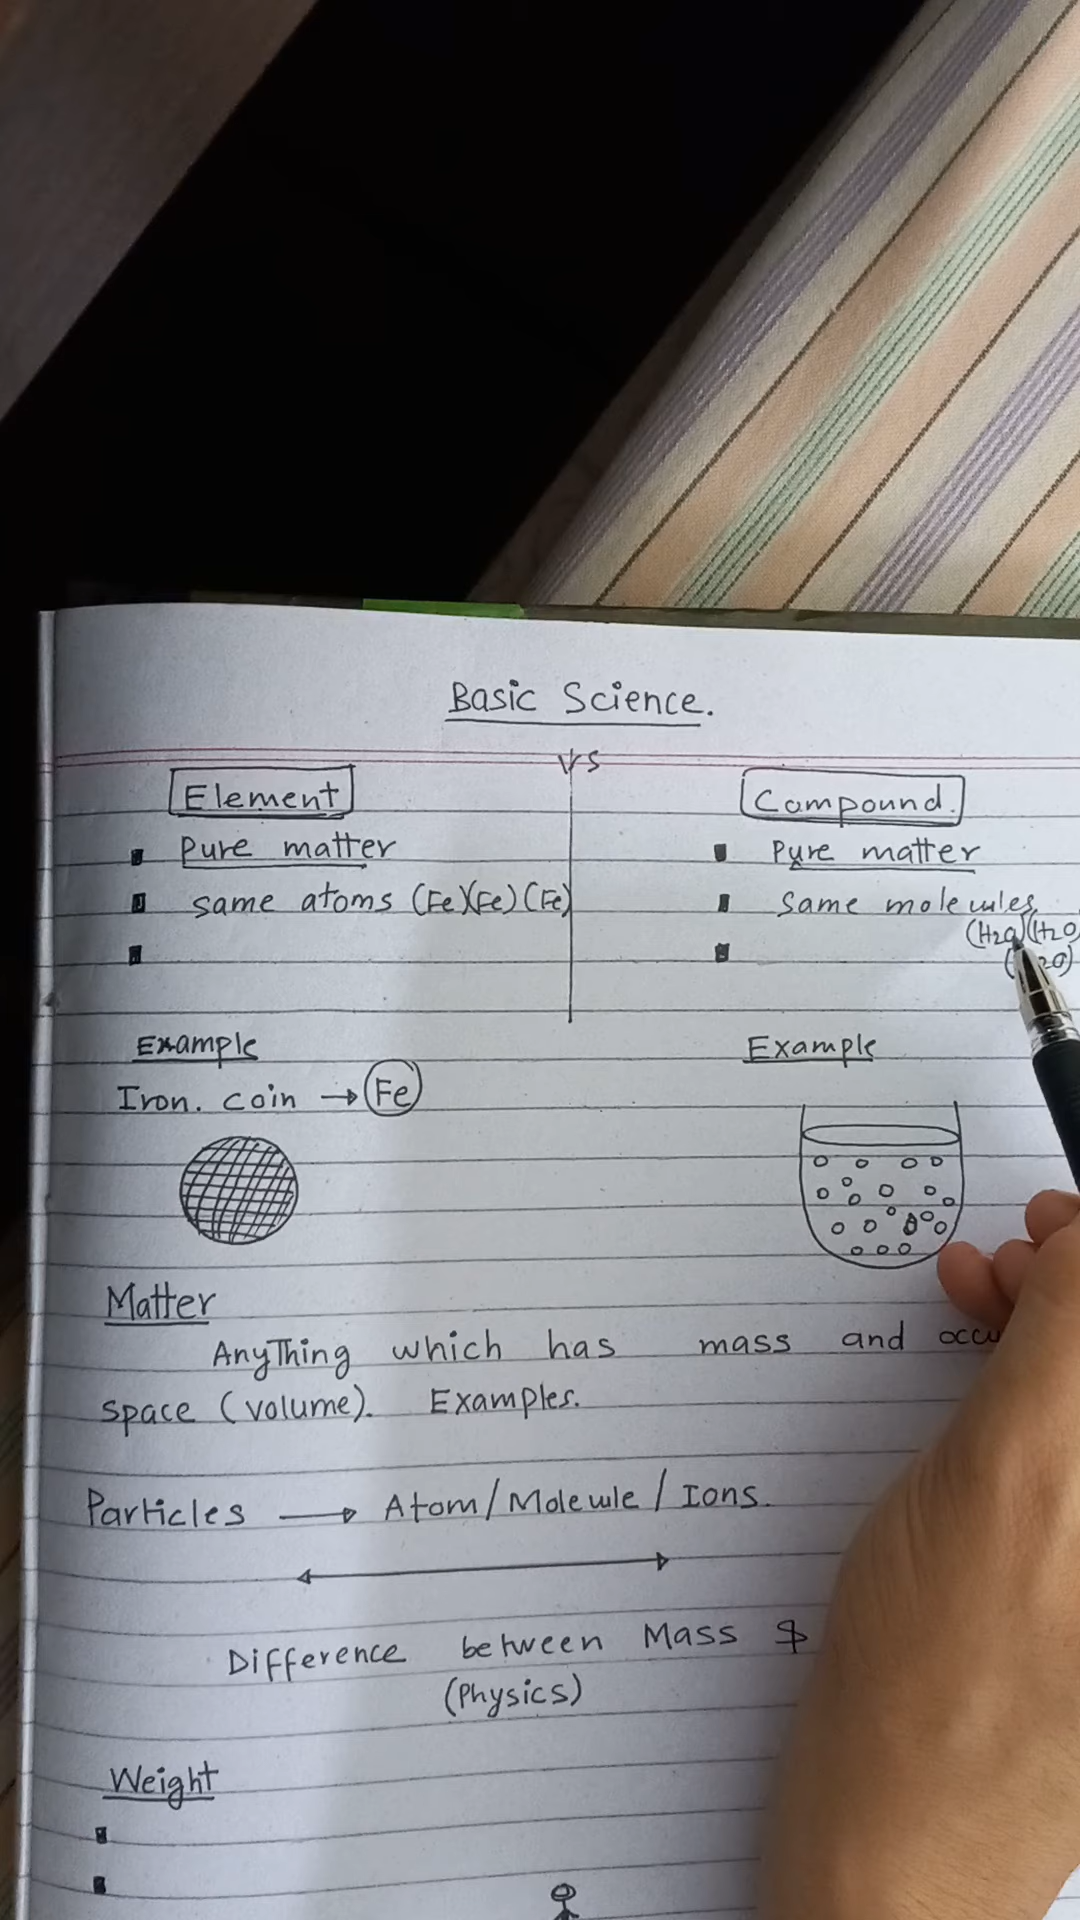 Basic Science.
vs
Element
Pure matter
same atoms (Fe)(Fe)(Fe)
Compound.
Pure matter
Same molecules.
(H2O)(H2O
2O)
Example
Iron. coin → Fe
Example
Matter
AnyThing which has mass and occu
space (volume). Examples.
Particles → Atom/Molecule/Ions.
Difference between Mass &
(Physics)
Weight